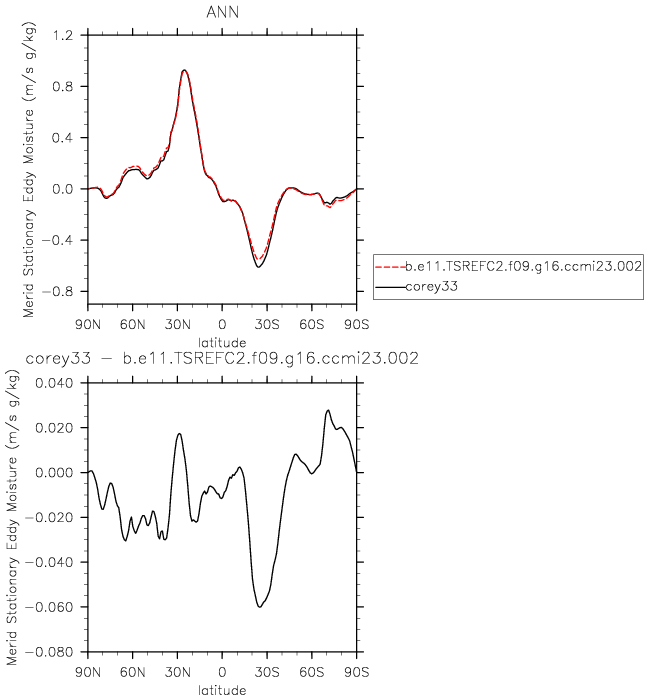 ANN
Merid Stationary Eddy Moisture (m/s g/kg)
1.2
0.8
0.4
0.0
−0.4
−0.8
90N 60N 30N 0 30S 60S 90S
latitude
b.e11.TSREFC2.f09.g16.ccmi23.002
corey33
corey33 − b.e11.TSREFC2.f09.g16.ccmi23.002
Merid Stationary Eddy Moisture (m/s g/kg)
0.040
0.020
0.000
−0.020
−0.040
−0.060
−0.080
90N 60N 30N 0 30S 60S 90S
latitude